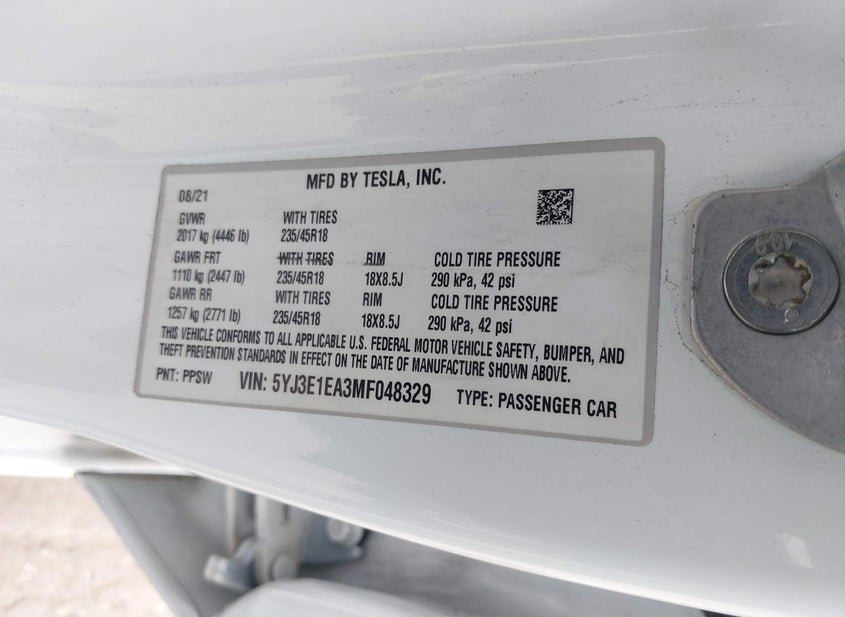 MFD BY TESLA, INC.
08/21
GVWR WITH TIRES
2017 kg (4446 lb) 235/45R18
GAWR FRT WITH TIRES RIM COLD TIRE PRESSURE
1110 kg (2447 lb) 235/45R18 18X8.5J 290 kPa, 42 psi
GAWR RR WITH TIRES RIM COLD TIRE PRESSURE
1257 kg (2771 lb) 235/45R18 18X8.5J 290 kPa, 42 psi
THIS VEHICLE CONFORMS TO ALL APPLICABLE U.S. FEDERAL MOTOR VEHICLE SAFETY, BUMPER, AND
THEFT PREVENTION STANDARDS IN EFFECT ON THE DATE OF MANUFACTURE SHOWN ABOVE.
PNT: PPSW VIN: 5YJ3E1EA3MF048329 TYPE: PASSENGER CAR